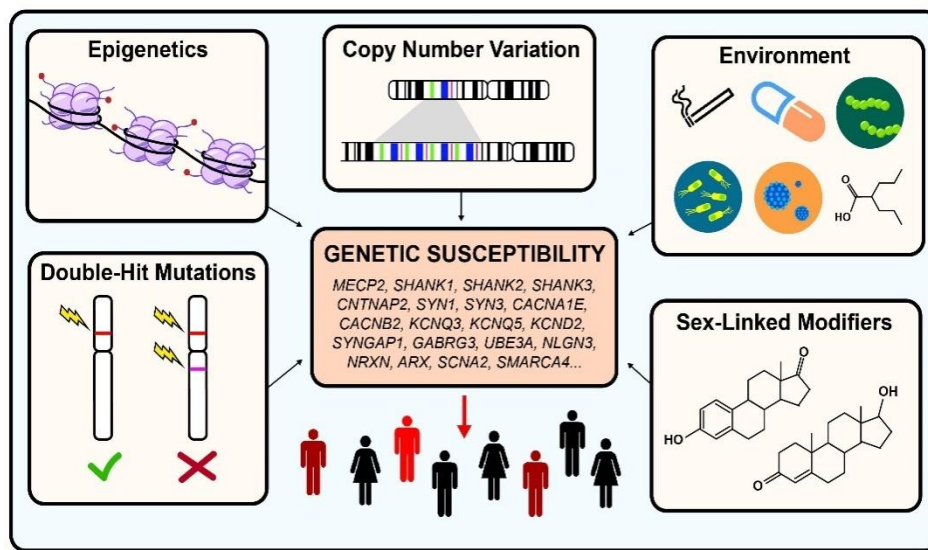 Epigenetics
Copy Number Variation
Environment
O
HO
Double-Hit Mutations
GENETIC SUSCEPTIBILITY
MECP2, SHANK1, SHANK2, SHANK3,
CNTNAP2, SYN1, SYN3, CACNA1E,
CACNB2, KCNQ3, KCNQ5, KCND2,
SYNGAP1, GABRG3, UBE3A, NLGN3,
NRXN, ARX, SCNA2, SMARCA4...
Sex-Linked Modifiers
O
HO
OH
O